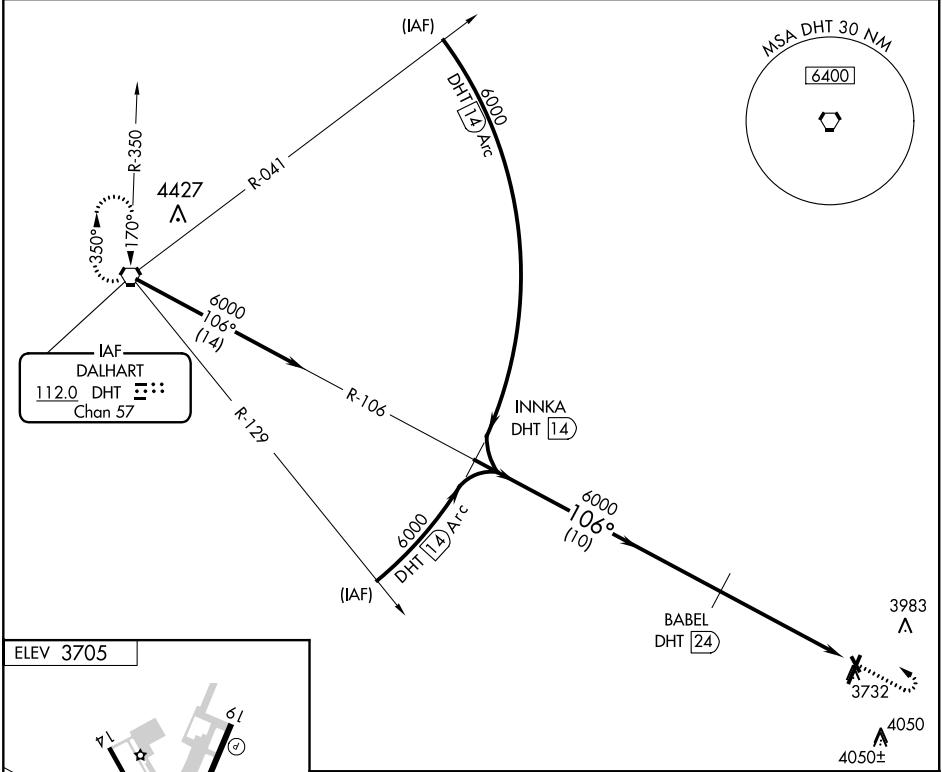 (IAF)
MSA DHT 30 NM
6400
DHT 14 Arc
6000
R-350
R-041
4427
350°
170°
6000
106°
(14)
IAF
DALHART
112.0 DHT
Chan 57
R-106
R-129
INNKA
DHT 14
6000
DHT 14 Arc
(IAF)
6000
106°
(10)
BABEL
DHT 24
3983
3732
4050
4050±
ELEV 3705
14
19
P